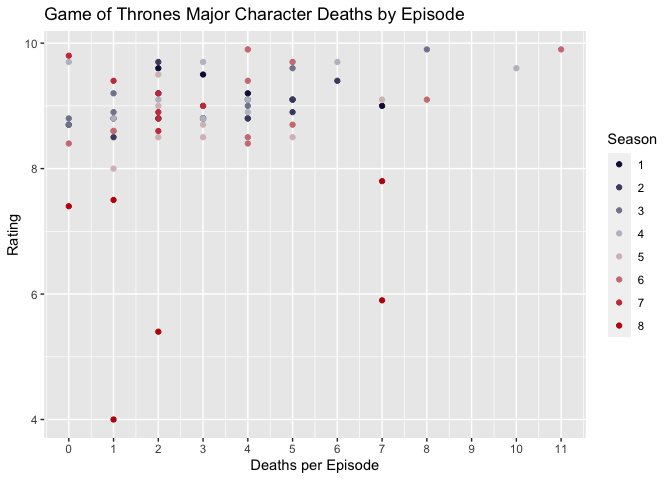 Game of Thrones Major Character Deaths by Episode
10
8
6
4
Rating
0 1 2 3 4 5 6 7 8 9 10 11
Deaths per Episode
Season
1
2
3
4
5
6
7
8